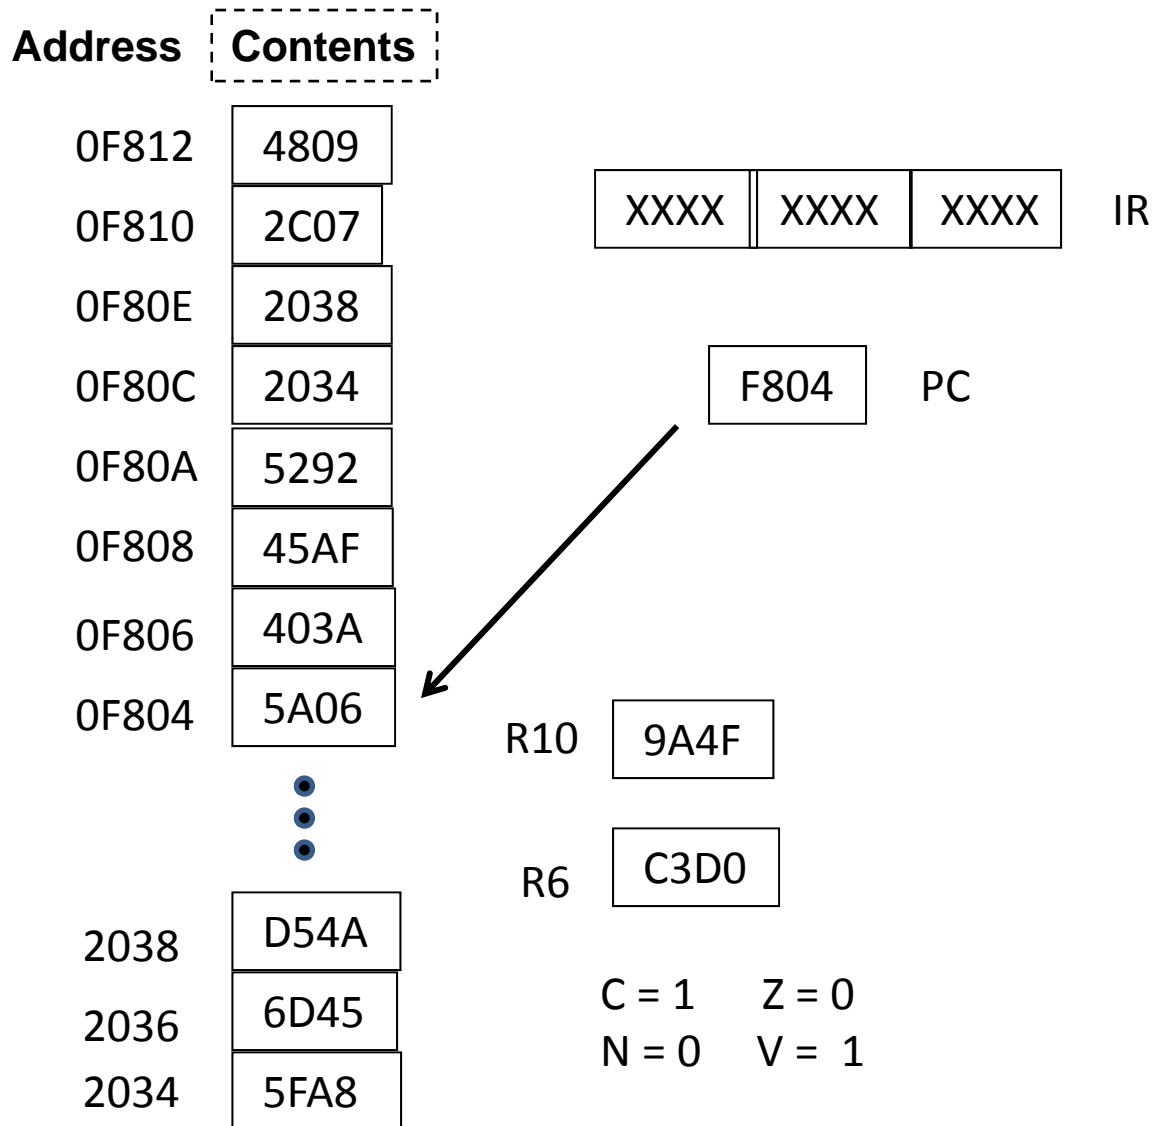 Address Contents
0F812 4809
XXXX XXXX XXXX IR
0F810 2C07
0F80E 2038
0F80C 2034
F804 PC
0F80A 5292
0F808 45AF
0F806 403A
0F804 5A06
R10 9A4F
R6 C3D0
2038 D54A
2036 6D45
C = 1 Z = 0
N = 0 V = 1
2034 5FA8